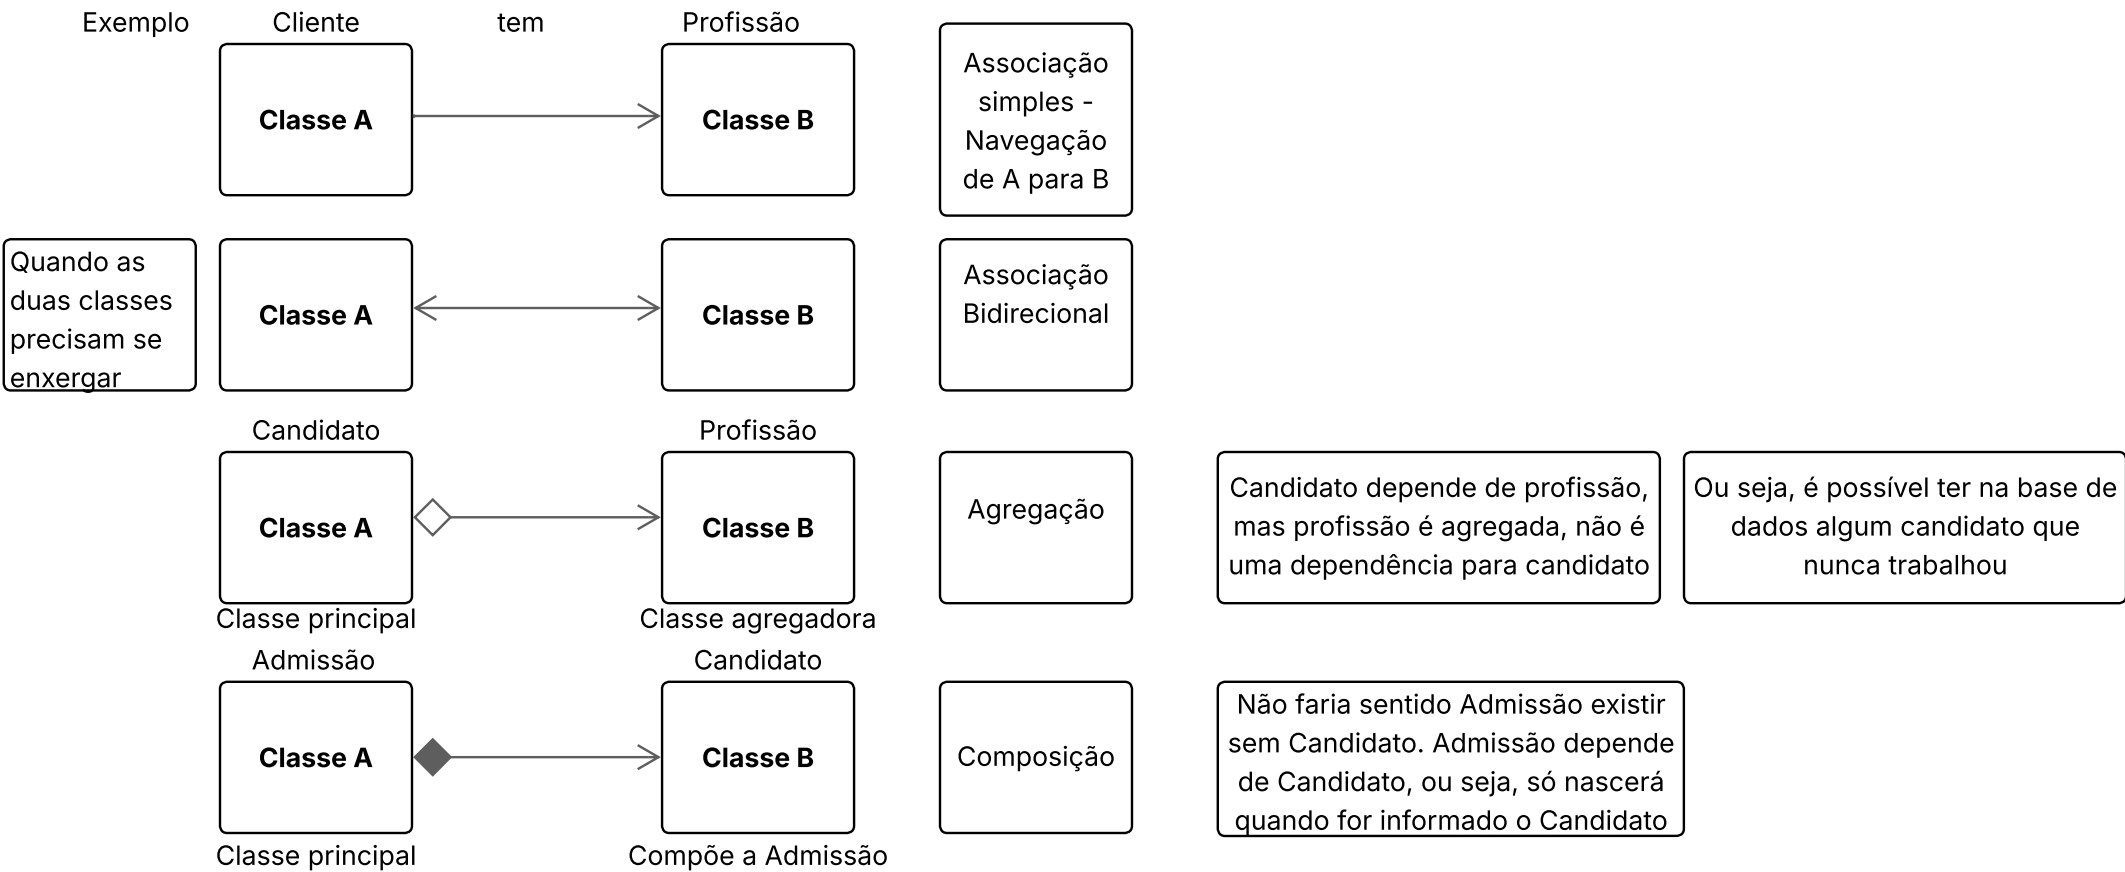 Exemplo
Cliente
tem
Profissão
Classe A
Classe B
Associação
simples -
Navegação
de A para B
Quando as
duas classes
precisam se
enxergar
Classe A
Classe B
Associação
Bidirecional
Candidato
Profissão
Classe A
Classe B
Agregação
Candidato depende de profissão,
mas profissão é agregada, não é
uma dependência para candidato
Ou seja, é possível ter na base de
dados algum candidato que
nunca trabalhou
Classe principal
Classe agregadora
Admissão
Candidato
Classe A
Classe B
Composição
Não faria sentido Admissão existir
sem Candidato. Admissão depende
de Candidato, ou seja, só nascerá
quando for informado o Candidato
Classe principal
Compõe a Admissão